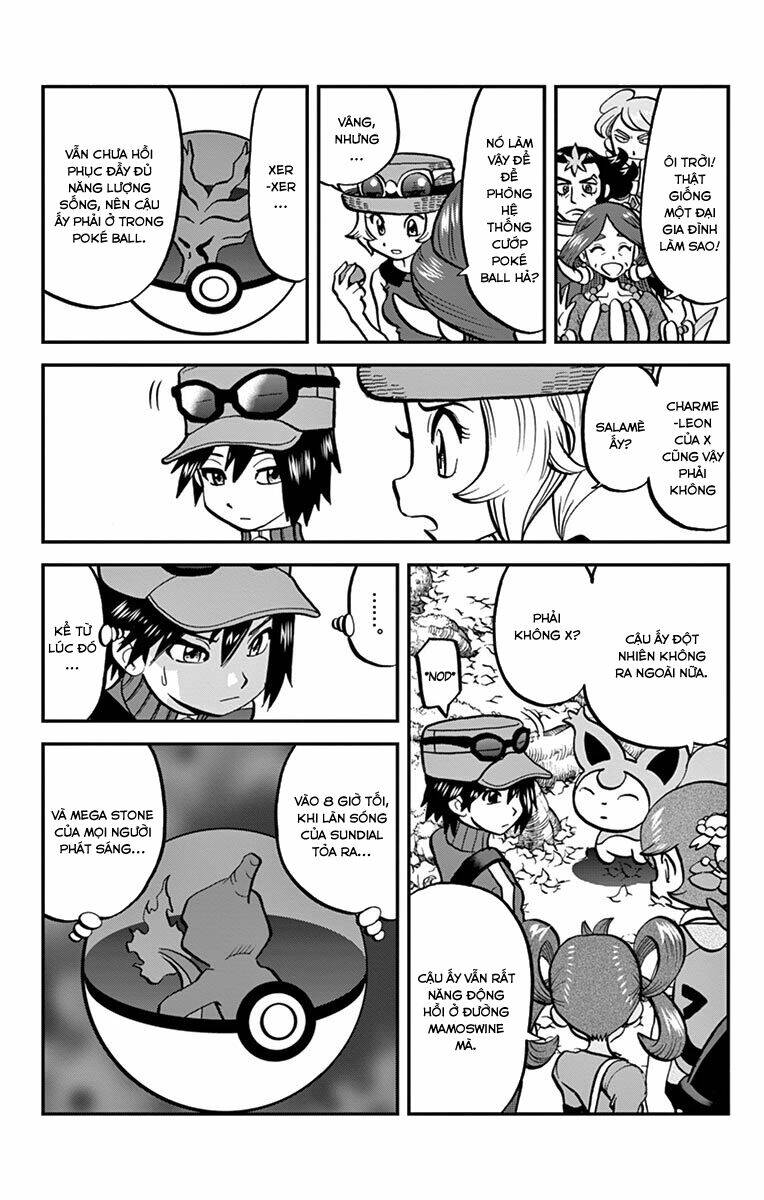 ÔI TRỜI!
THẬT
GIỐNG
MỘT ĐẠI
GIA ĐÌNH
LÀM SAO!
NÓ LÀM
VẬY ĐỂ
ĐỀ
PHÒNG
HỆ
THỐNG
CƯỚP
POKÉ
BALL HẢ?
VÂNG,
NHƯNG
...
XER
-XER
...
VẪN CHƯA HỒI
PHỤC ĐẦY ĐỦ
NĂNG LƯỢNG
SỐNG, NÊN CẬU
ẤY PHẢI Ở TRONG
POKÉ BALL.
CHARME
-LEON
CỦA X
CŨNG VẬY
PHẢI
KHÔNG
SALAMÈ
ẤY?
CẬU ẤY ĐỘT
NHIÊN KHÔNG
RA NGOÀI NỮA.
PHẢI
KHÔNG X?
*NOD*
CẬU ẤY VẪN RẤT
NĂNG ĐỘNG
HỒI Ở ĐƯỜNG
MAMOSWINE
MÀ.
...。
KỂ TỪ
LÚC ĐÓ
...
VÀO 8 GIỜ TỐI,
KHI LÀN SÓNG
CỦA SUNDIAL
TỎA RA...
VÀ MEGA STONE
CỦA MỌI NGƯỜI
PHÁT SÁNG...